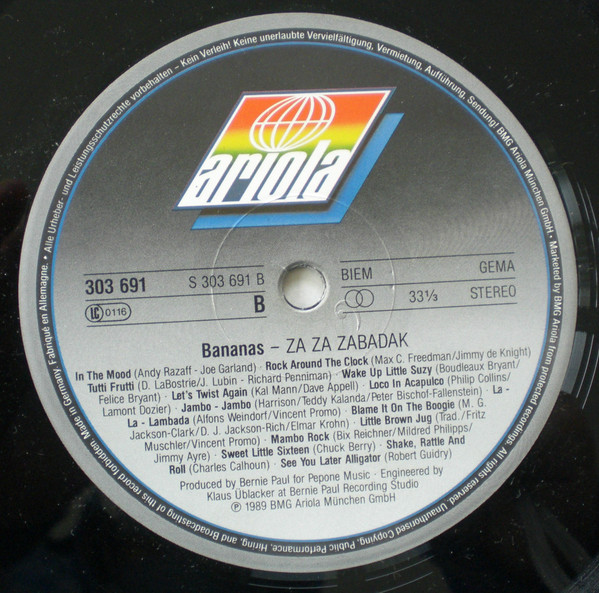 • Alle Urheber- und Leistungsschutzrechte vorbehalten – Kein Verleih! Keine unerlaubte Vervielfältigung, Vermietung, Aufführung, Sendung! BMG Ariola München GmbH • Marketed by BMG Ariola from protected recordings. All rights reserved. Unauthorised Copying, Public Performance, Hiring, and Broadcasting of this record forbidden. Made in Germany. Fabriqué en Allemagne.
ariola
303 691 S 303 691 B BIEM GEMA
LC 0116 B 33⅓ STEREO
Bananas – ZA ZA ZABADAK
In The Mood (Andy Razaff - Joe Garland) • Rock Around The Clock (Max C. Freedman/Jimmy de Knight)
Tutti Frutti (D. LaBostrie/J. Lubin - Richard Penniman) • Wake Up Little Suzy (Boudleaux Bryant/
Felice Bryant) • Let's Twist Again (Kal Mann/Dave Appell) • Loco In Acapulco (Philip Collins/
Lamont Dozier) • Jambo - Jambo (Harrison/Teddy Kalanda/Peter Bischof-Fallenstein) • La -
La - Lambada (Alfons Weindorf/Vincent Promo) • Blame It On The Boogie (M. G.
Jackson-Clark/D. J. Jackson-Rich/Elmar Krohn) • Little Brown Jug (Trad./Fritz
Muschler/Vincent Promo) • Mambo Rock (Bix Reichner/Mildred Philipps/
Jimmy Ayre) • Sweet Little Sixteen (Chuck Berry) • Shake, Rattle And
Roll (Charles Calhoun) • See You Later Alligator (Robert Guidry)
Produced by Bernie Paul for Pepone Music • Engineered by
Klaus Üblacker at Bernie Paul Recording Studio
℗ 1989 BMG Ariola München GmbH